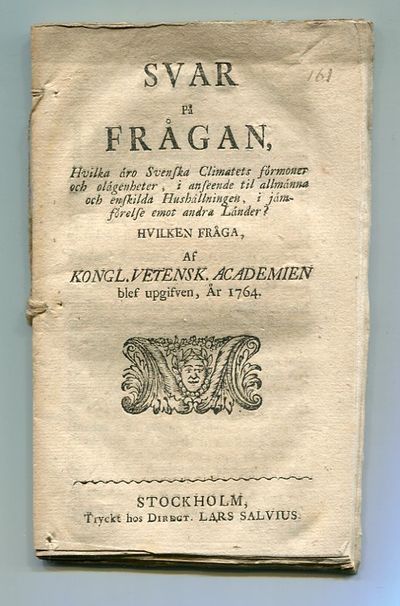 161
SVAR
PÅ
FRÅGAN,
Hvilka äro Svenſka Climatets förmoner
och olägenheter, i anſeende til allmänna
och enſkilda Hushållningen, i jäm-
förelſe emot andra Länder?
HVILKEN FRÅGA,
Af
KONGL. VETENSK. ACADEMIEN
blef upgifven, År 1764.
STOCKHOLM,
Tryckt hos DIRECT. LARS SALVIUS.